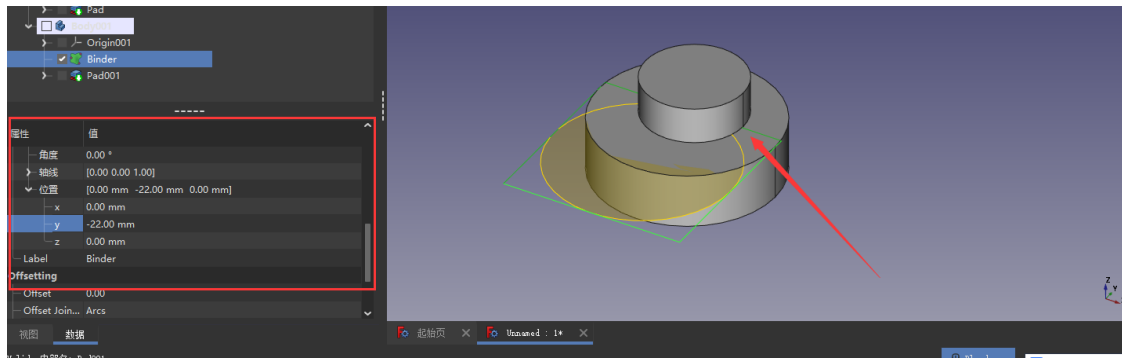 Pad
Origin001
Binder
Pad001
属性 值
角度 0.00 °
轴线 [0.00 0.00 1.00]
位置 [0.00 mm -22.00 mm 0.00 mm]
x 0.00 mm
y -22.00 mm
z 0.00 mm
Label Binder
Offsetting
Offset 0.00
Offset Join... Arcs
视图 数据
起始页 Unnamed : 1*
Z
Y